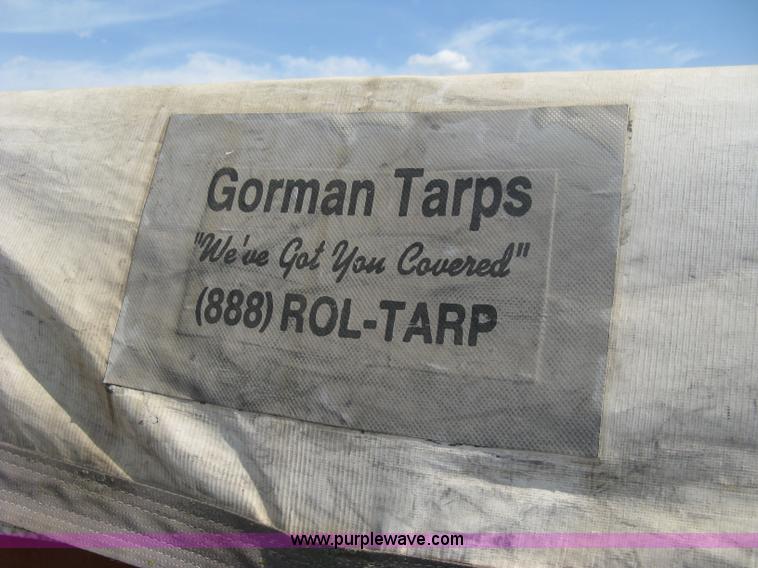 Gorman Tarps
"We've Got You Covered"
(888) ROL-TARP
www.purplewave.com